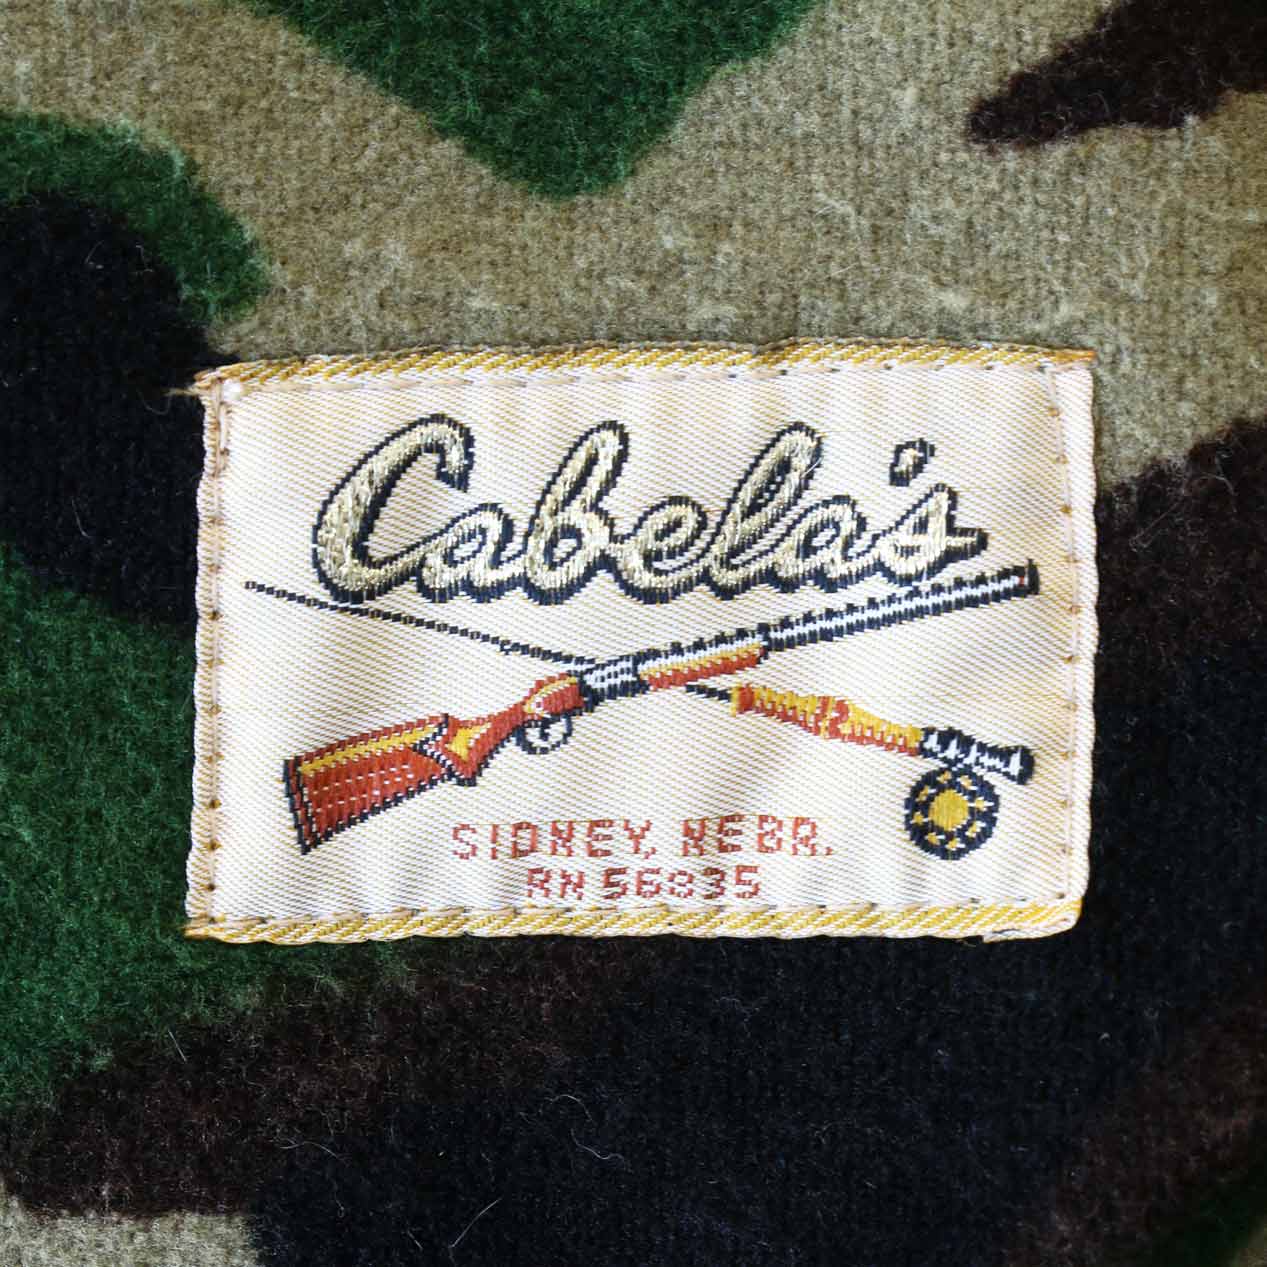 Cabela's
SIDNEY, NEBR.
RN 56835